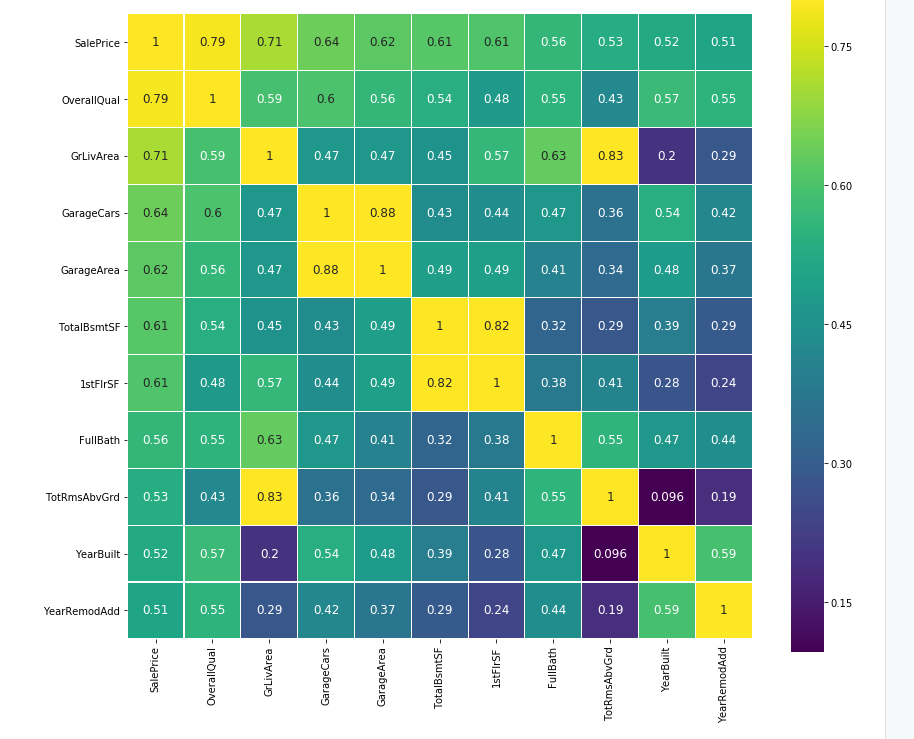 SalePrice 1 0.79 0.71 0.64 0.62 0.61 0.61 0.56 0.53 0.52 0.51
OverallQual 0.79 1 0.59 0.6 0.56 0.54 0.48 0.55 0.43 0.57 0.55
GrLivArea 0.71 0.59 1 0.47 0.47 0.45 0.57 0.63 0.83 0.2 0.29
GarageCars 0.64 0.6 0.47 1 0.88 0.43 0.44 0.47 0.36 0.54 0.42
GarageArea 0.62 0.56 0.47 0.88 1 0.49 0.49 0.41 0.34 0.48 0.37
TotalBsmtSF 0.61 0.54 0.45 0.43 0.49 1 0.82 0.32 0.29 0.39 0.29
1stFlrSF 0.61 0.48 0.57 0.44 0.49 0.82 1 0.38 0.41 0.28 0.24
FullBath 0.56 0.55 0.63 0.47 0.41 0.32 0.38 1 0.55 0.47 0.44
TotRmsAbvGrd 0.53 0.43 0.83 0.36 0.34 0.29 0.41 0.55 1 0.096 0.19
YearBuilt 0.52 0.57 0.2 0.54 0.48 0.39 0.28 0.47 0.096 1 0.59
YearRemodAdd 0.51 0.55 0.29 0.42 0.37 0.29 0.24 0.44 0.19 0.59 1
SalePrice OverallQual GrLivArea GarageCars GarageArea TotalBsmtSF 1stFlrSF FullBath TotRmsAbvGrd YearBuilt YearRemodAdd
0.75
0.60
0.45
0.30
0.15